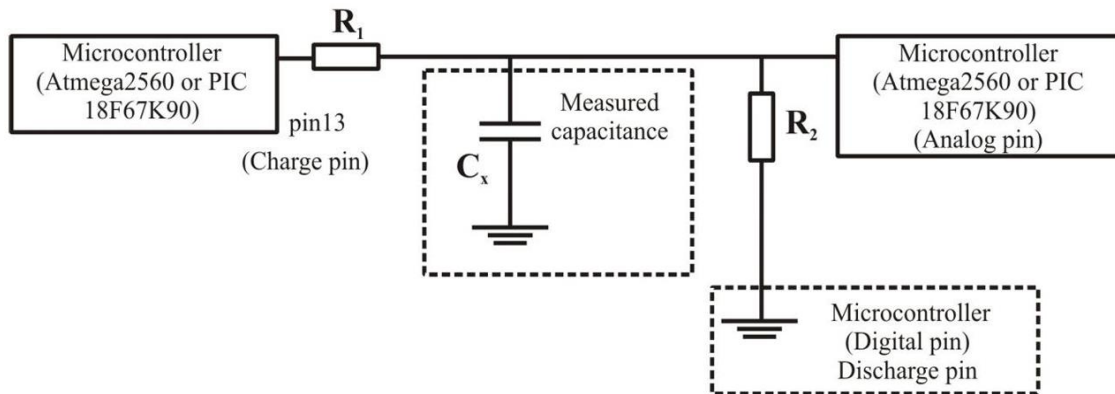 Microcontroller
(Atmega2560 or PIC
18F67K90)
pin13
(Charge pin)
R₁
Measured
capacitance
Cₓ
R₂
Microcontroller
(Atmega2560 or PIC
18F67K90)
(Analog pin)
Microcontroller
(Digital pin)
Discharge pin